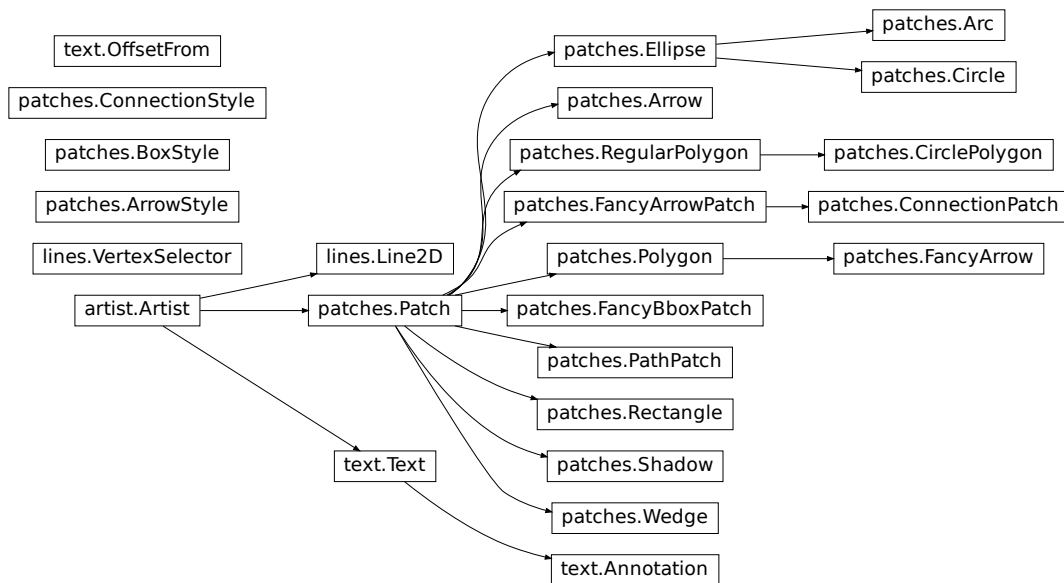 text.OffsetFrom
patches.ConnectionStyle
patches.BoxStyle
patches.ArrowStyle
lines.VertexSelector
artist.Artist
lines.Line2D
patches.Patch
text.Text
patches.Ellipse
patches.Arrow
patches.RegularPolygon
patches.FancyArrowPatch
patches.Polygon
patches.FancyBboxPatch
patches.PathPatch
patches.Rectangle
patches.Shadow
patches.Wedge
text.Annotation
patches.Arc
patches.Circle
patches.CirclePolygon
patches.ConnectionPatch
patches.FancyArrow